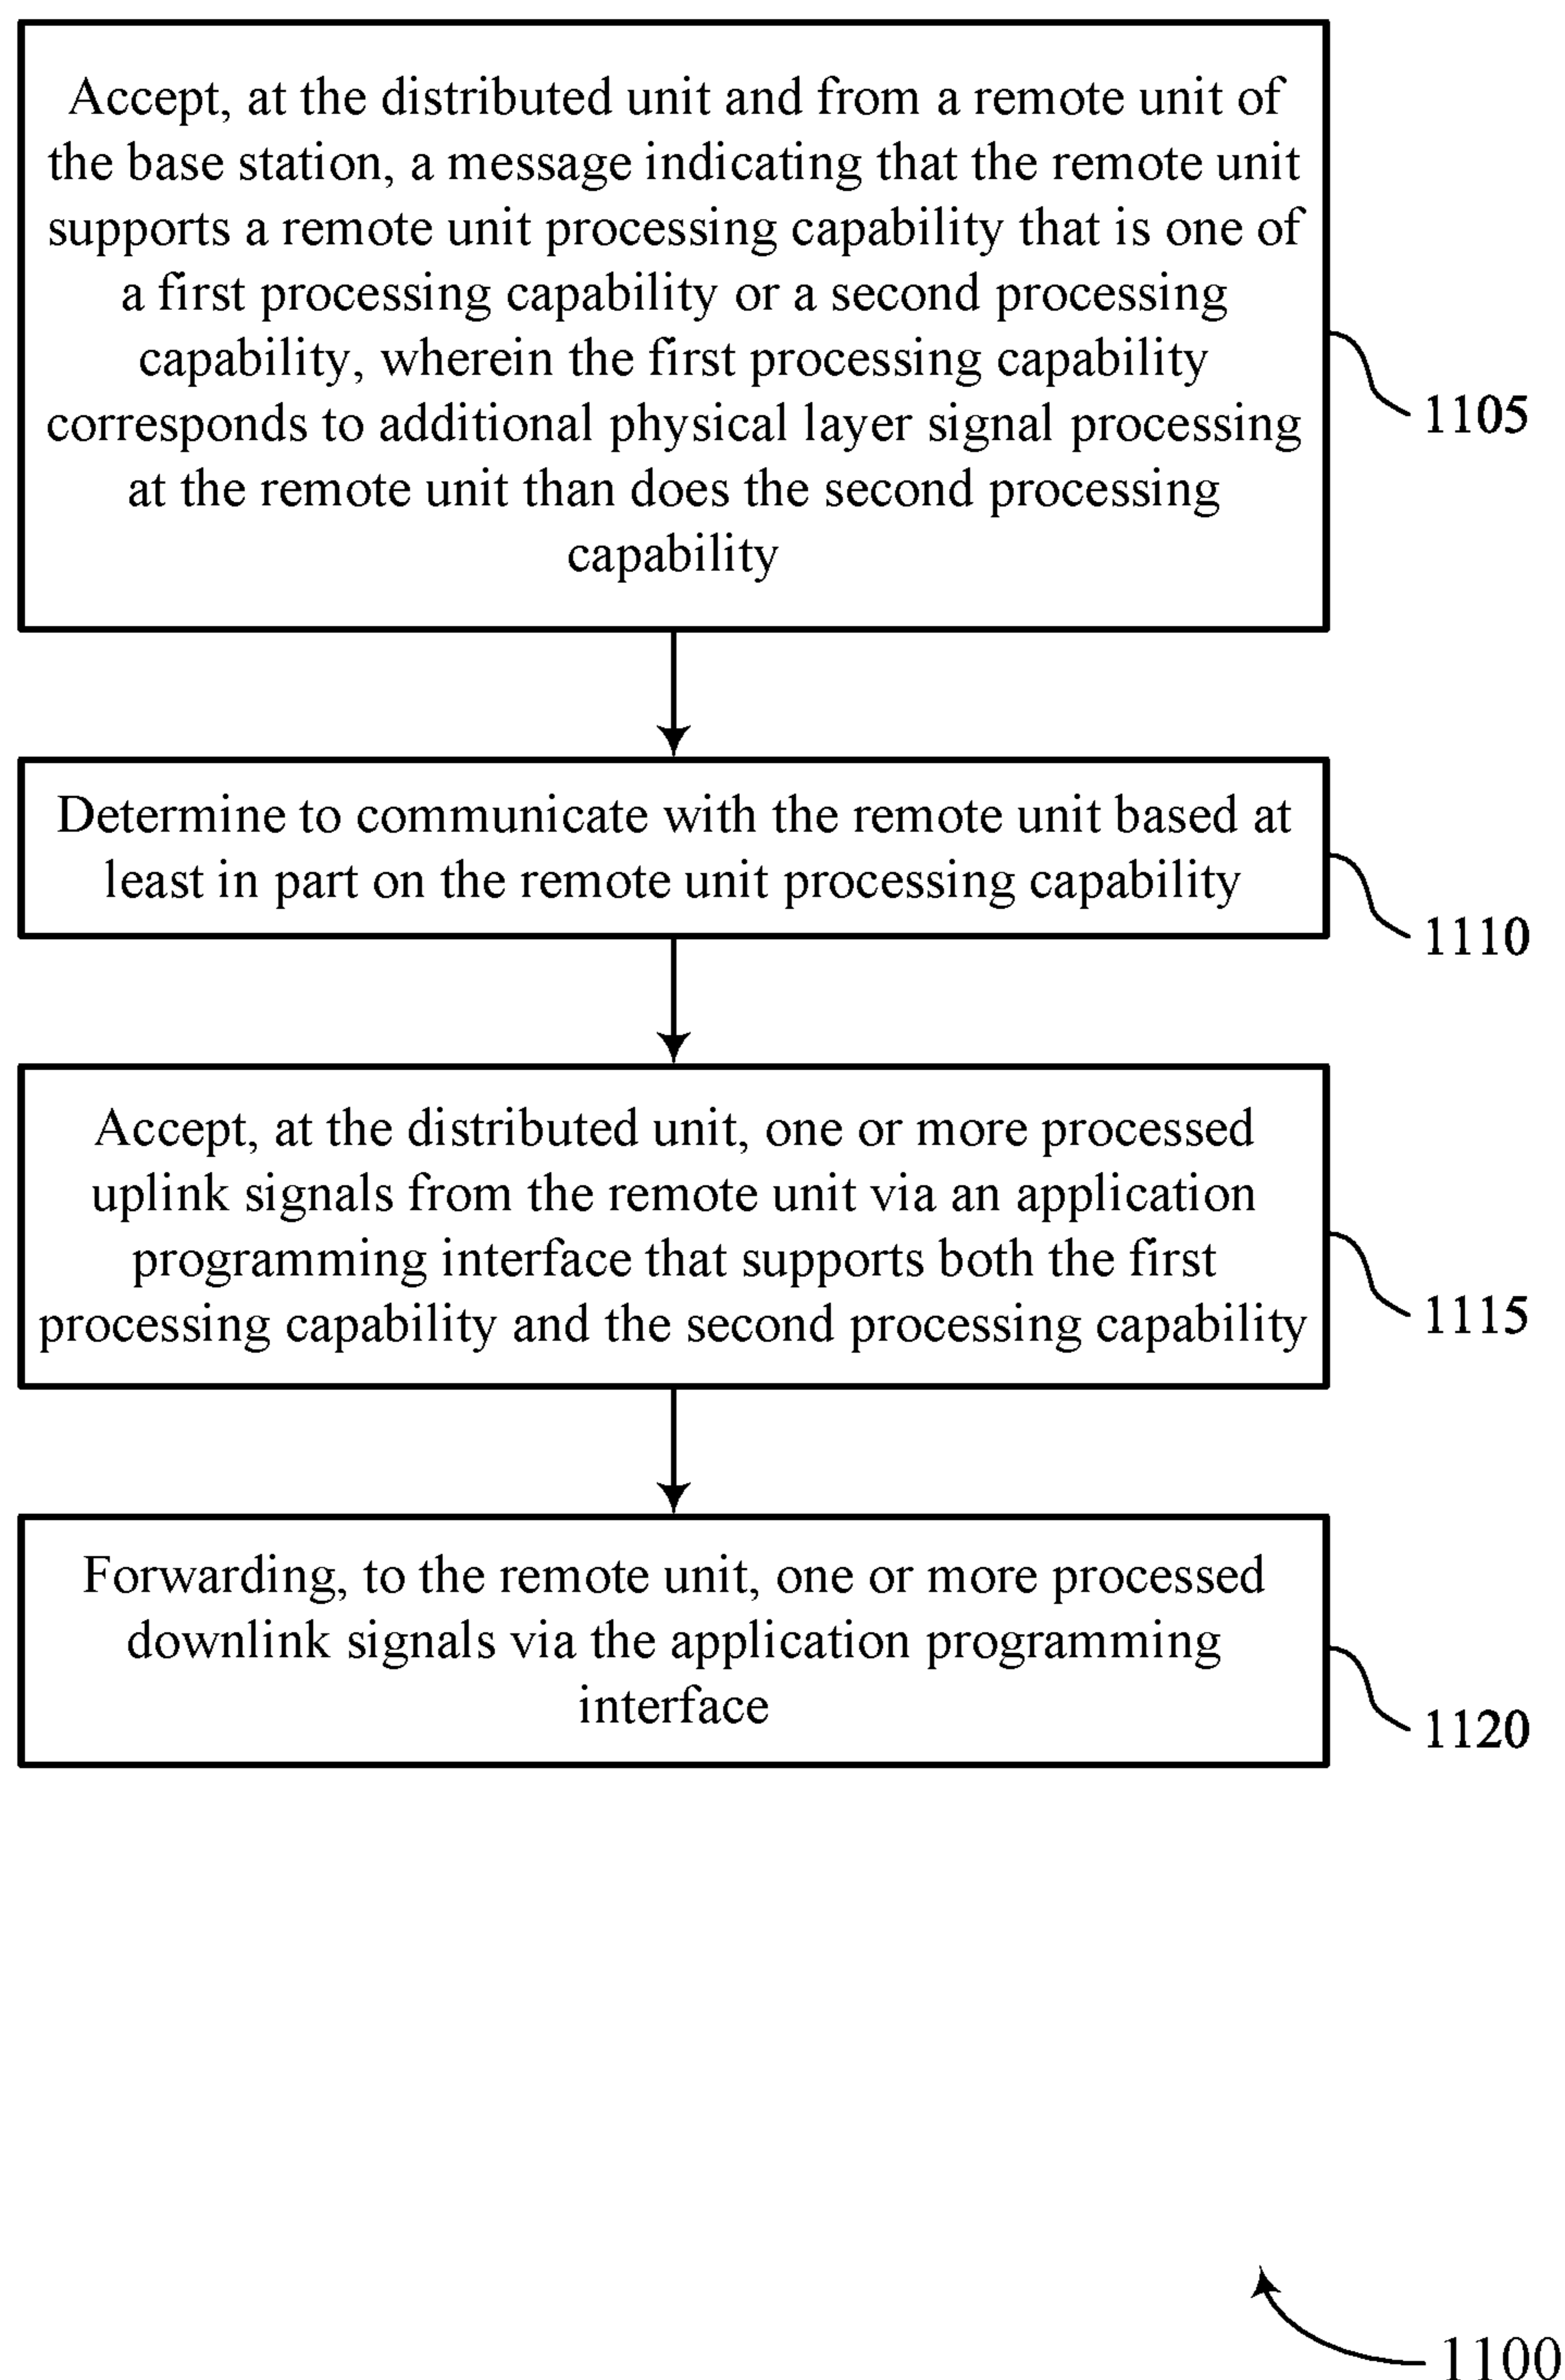 Accept, at the distributed unit and from a remote unit of
the base station, a message indicating that the remote unit
supports a remote unit processing capability that is one of
a first processing capability or a second processing
capability, wherein the first processing capability
corresponds to additional physical layer signal processing
at the remote unit than does the second processing
capability
1105
Determine to communicate with the remote unit based at
least in part on the remote unit processing capability
1110
Accept, at the distributed unit, one or more processed
uplink signals from the remote unit via an application
programming interface that supports both the first
processing capability and the second processing capability
1115
Forwarding, to the remote unit, one or more processed
downlink signals via the application programming
interface
1120
1100